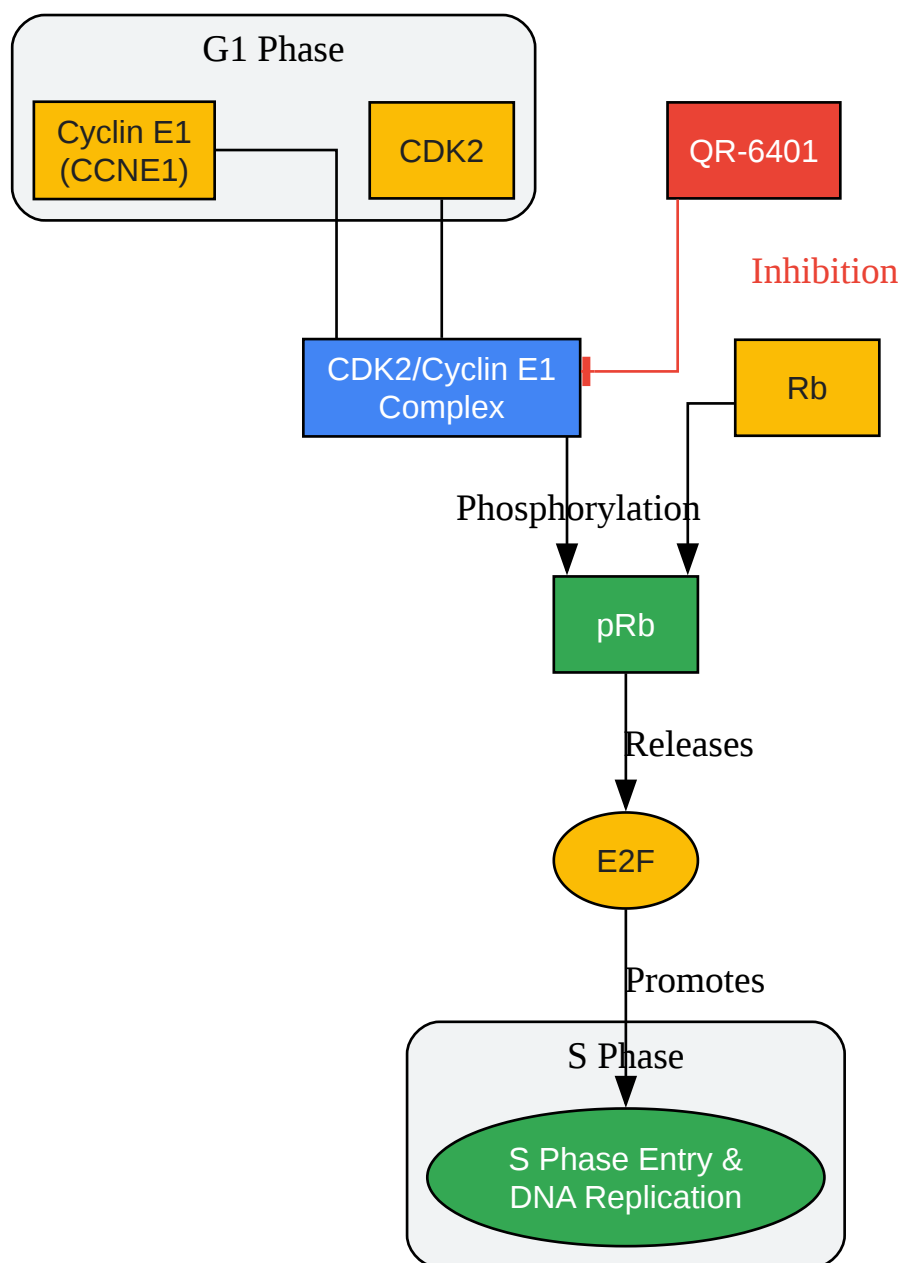 G1 Phase
Cyclin E1
(CCNE1)
CDK2
QR-6401
Inhibition
CDK2/Cyclin E1
Complex
Rb
Phosphorylation
pRb
Releases
E2F
Promotes
S Phase
S Phase Entry &
DNA Replication